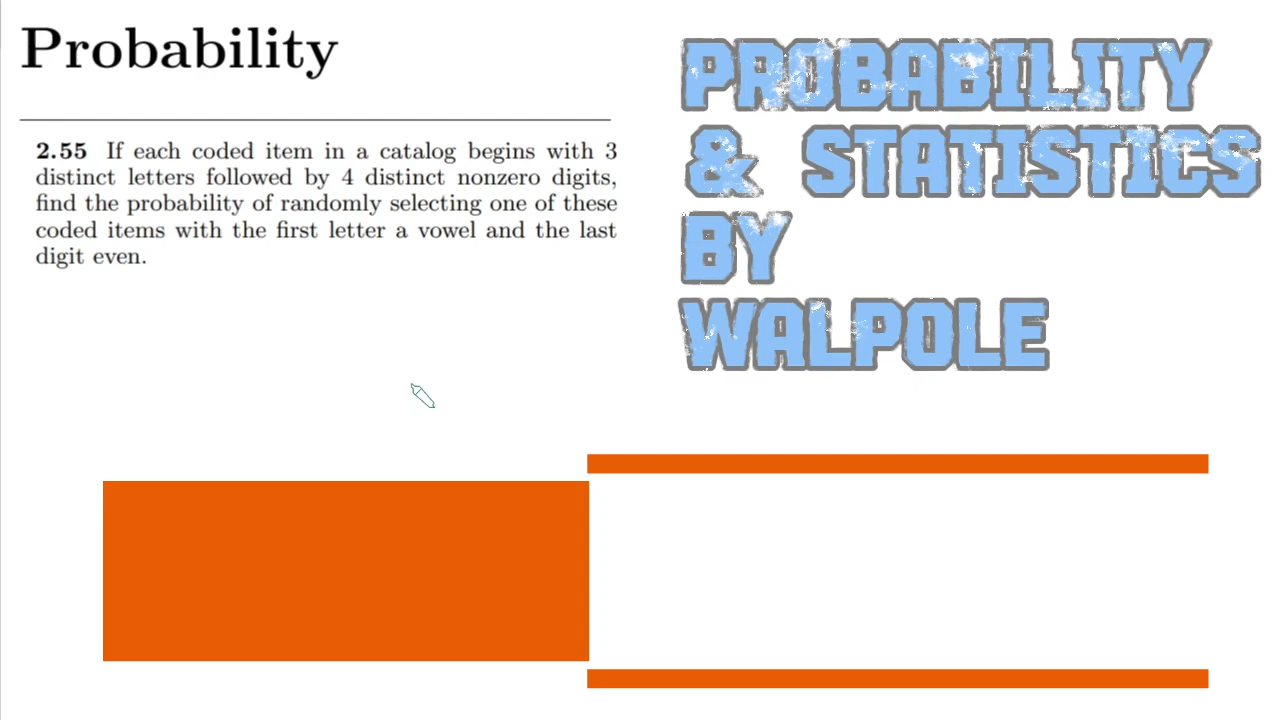 Probability
2.55 If each coded item in a catalog begins with 3
distinct letters followed by 4 distinct nonzero digits,
find the probability of randomly selecting one of these
coded items with the first letter a vowel and the last
digit even.
PROBABILITY
& STATISTICS
BY
WALPOLE